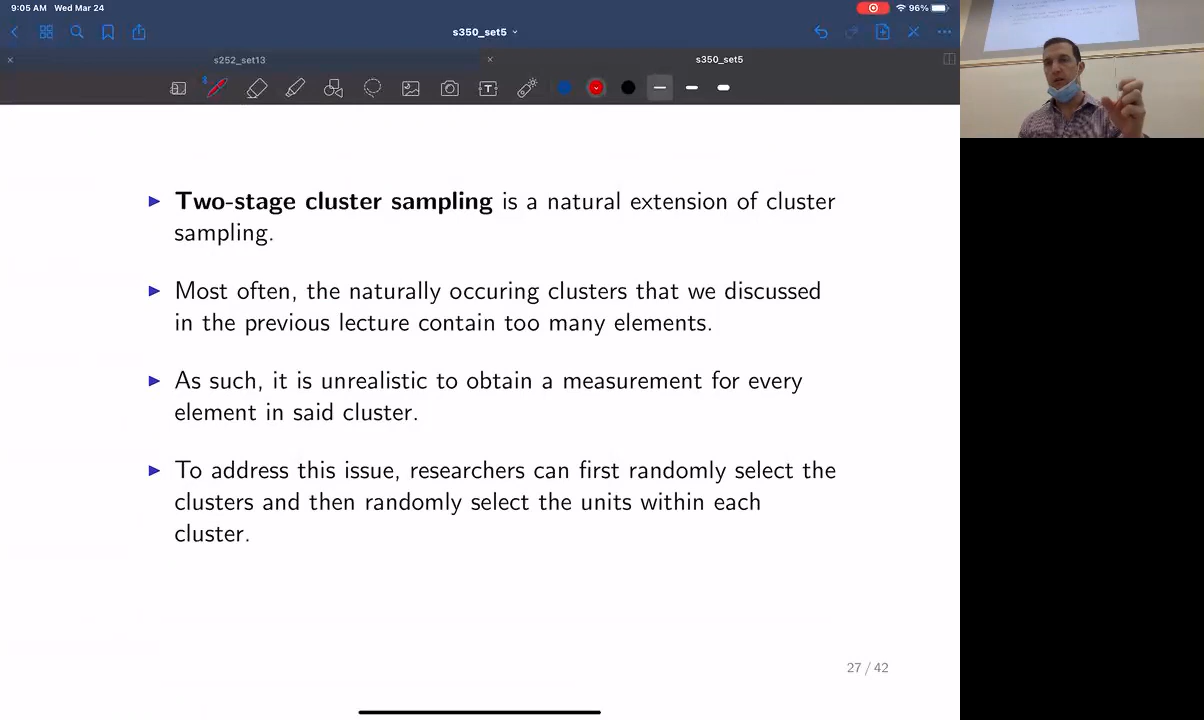 9:05 AM Wed Mar 24
96%
s350_set5
s252_set13
s350_set5
T
Two-stage cluster sampling is a natural extension of cluster
sampling.
Most often, the naturally occuring clusters that we discussed
in the previous lecture contain too many elements.
As such, it is unrealistic to obtain a measurement for every
element in said cluster.
To address this issue, researchers can first randomly select the
clusters and then randomly select the units within each
cluster.
27 / 42